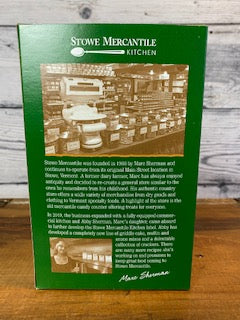 STOWE MERCANTILE
KITCHEN
Stowe Mercantile was founded in 1988 by Marc Sherman and
continues to operate from its original Main Street location in
Stowe, Vermont. A former dairy farmer, Marc has always enjoyed
antiquity and decided to re-create a general store similar to the
ones he remembers from his childhood. His authentic country
store offers a wide variety of merchandise from dry goods and
clothing to Vermont specialty foods. A highlight of the store is the
old mercantile candy counter offering treats for everyone.
In 2019, the business expanded with a fully equipped commer-
cial kitchen and Abby Sherman, Marc's daughter, came aboard
to further develop the Stowe Mercantile Kitchen label. Abby has
developed a completely new line of griddle cake, muffin and
scone mixes and a delectable
collection of crackers. There
are many more recipes she's
working on and promises to
keep great food coming to
Stowe Mercantile.
Marc Sherman